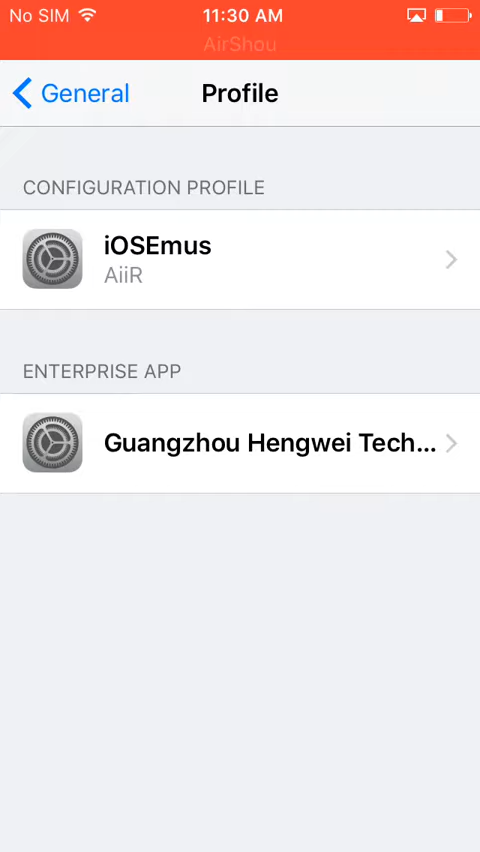 No SIM 11:30 AM
AirShou
General Profile
CONFIGURATION PROFILE
iOSEmus
AiiR
ENTERPRISE APP
Guangzhou Hengwei Tech...